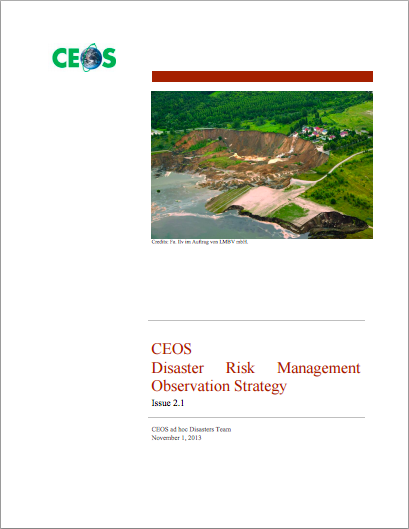 CEOS
Credits: Fa. Ilv im Auftrag von LMBV mbH.
CEOS
Disaster Risk Management
Observation Strategy
Issue 2.1
CEOS ad hoc Disasters Team
November 1, 2013